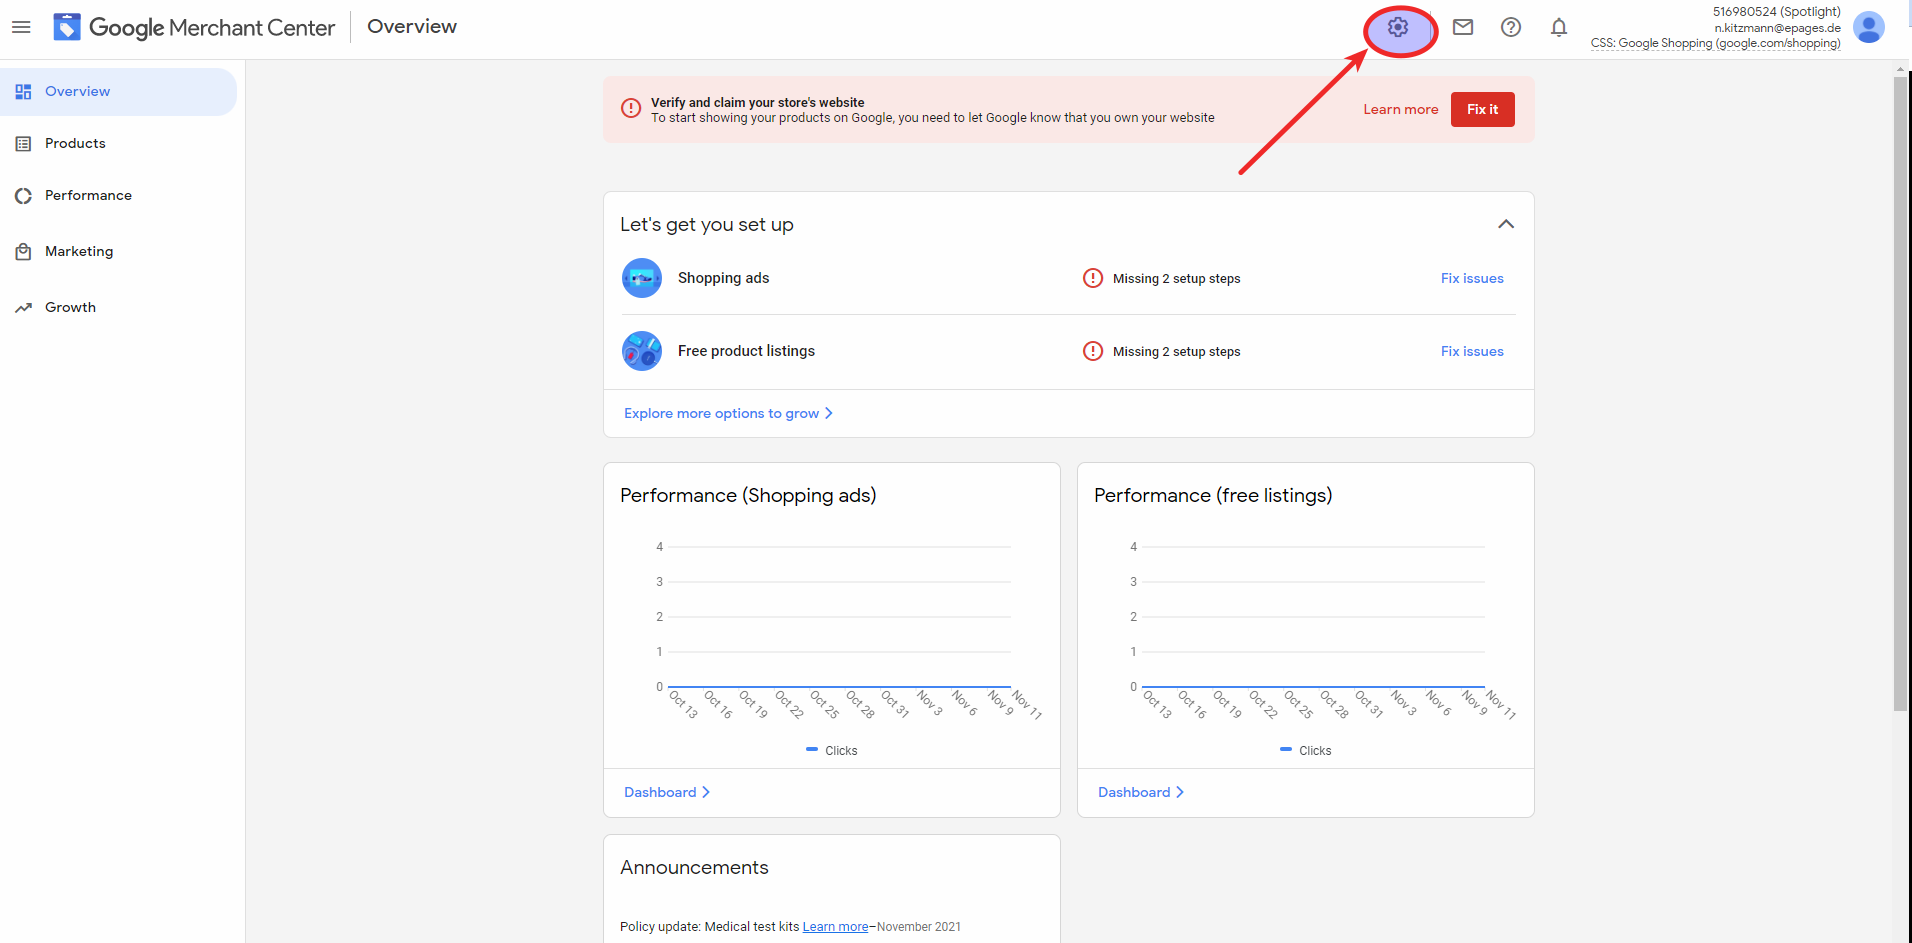 Google Merchant Center
Overview
516980524 (Spotlight)
n.kitzmann@epages.de
CSS: Google Shopping (google.com/shopping)
Overview
Products
Performance
Marketing
Growth
Verify and claim your store's website
To start showing your products on Google, you need to let Google know that you own your website
Learn more
Fix it
Let's get you set up
Shopping ads
Missing 2 setup steps
Fix issues
Free product listings
Missing 2 setup steps
Fix issues
Explore more options to grow
Performance (Shopping ads)
4
3
2
1
0
Oct 13
Oct 16
Oct 19
Oct 22
Oct 25
Oct 28
Oct 31
Nov 3
Nov 6
Nov 9
Nov 11
Clicks
Dashboard
Performance (free listings)
4
3
2
1
0
Oct 13
Oct 16
Oct 19
Oct 22
Oct 25
Oct 28
Oct 31
Nov 3
Nov 6
Nov 9
Nov 11
Clicks
Dashboard
Announcements
Policy update: Medical test kits Learn more–November 2021